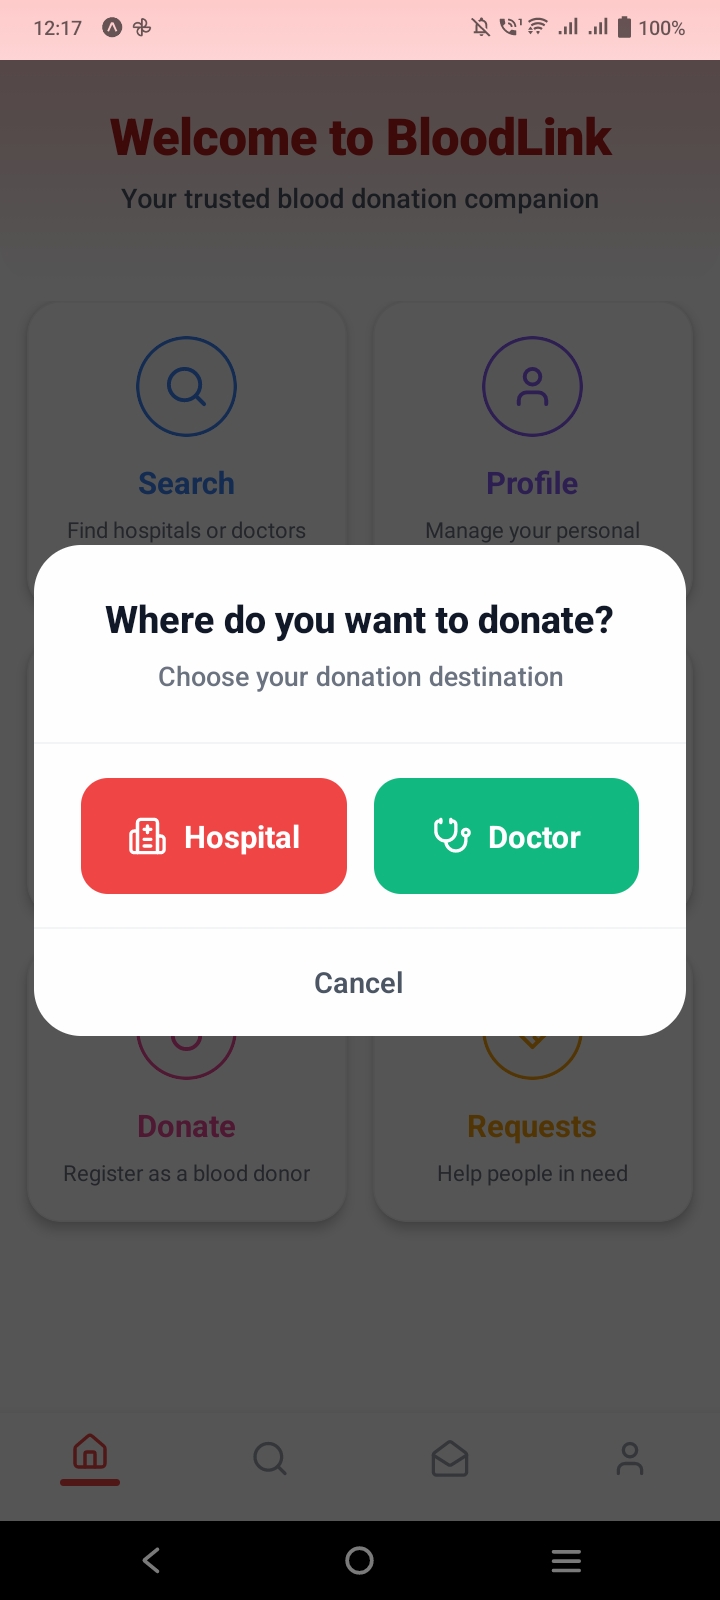 12:17
100%
Welcome to BloodLink
Your trusted blood donation companion
Search
Profile
Find hospitals or doctors
Manage your personal
Where do you want to donate?
Choose your donation destination
Hospital
Doctor
Cancel
Donate
Requests
Register as a blood donor
Help people in need